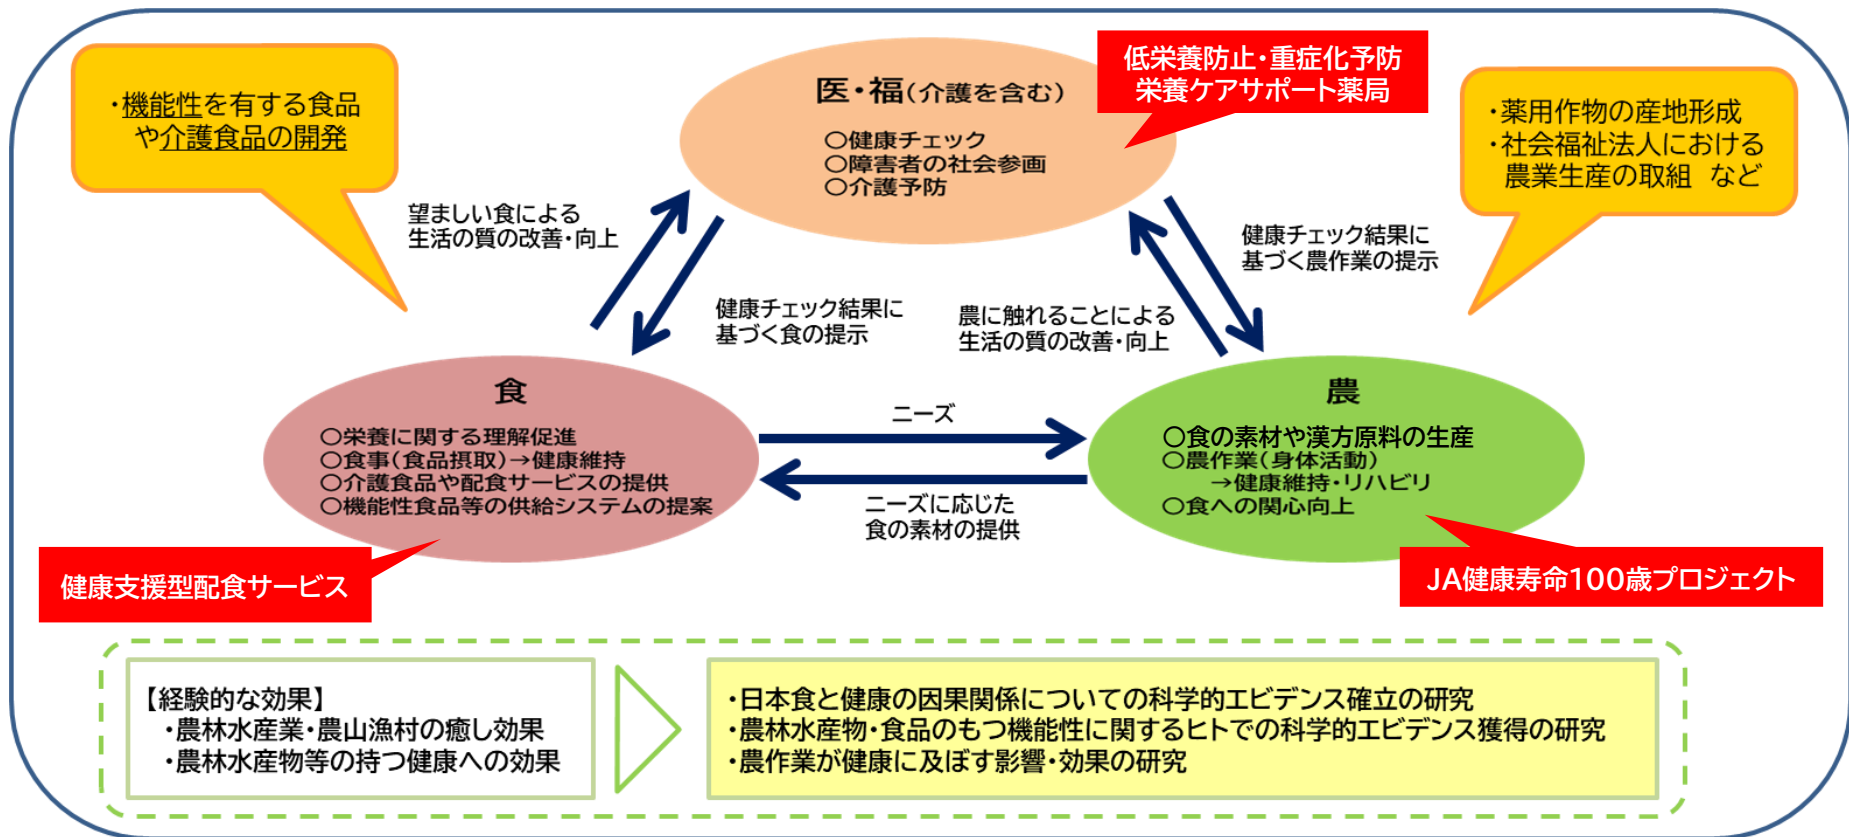 ・機能性を有する食品
や介護食品の開発
医・福(介護を含む)
○健康チェック
○障害者の社会参画
○介護予防
低栄養防止・重症化予防
栄養ケアサポート薬局
・薬用作物の産地形成
・社会福祉法人における
農業生産の取組 など
望ましい食による
生活の質の改善・向上
健康チェック結果に
基づく食の提示
農に触れることによる
生活の質の改善・向上
健康チェック結果に
基づく農作業の提示
食
○栄養に関する理解促進
○食事(食品摂取)→健康維持
○介護食品や配食サービスの提供
○機能性食品等の供給システムの提案
ニーズ
ニーズに応じた
食の素材の提供
農
○食の素材や漢方原料の生産
○農作業(身体活動)
→健康維持・リハビリ
○食への関心向上
健康支援型配食サービス
JA健康寿命100歳プロジェクト
【経験的な効果】
・農林水産業・農山漁村の癒し効果
・農林水産物等の持つ健康への効果
・日本食と健康の因果関係についての科学的エビデンス確立の研究
・農林水産物・食品のもつ機能性に関するヒトでの科学的エビデンス獲得の研究
・農作業が健康に及ぼす影響・効果の研究